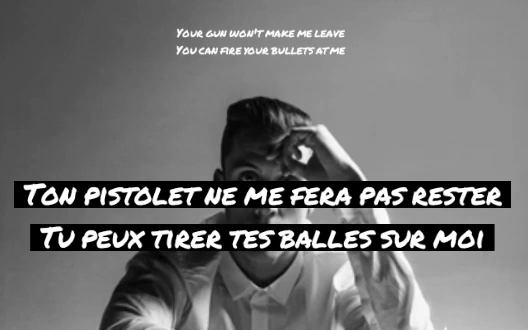 Your gun won't make me leave
You can fire your bullets at me
Ton pistolet ne me fera pas rester
Tu peux tirer tes balles sur moi